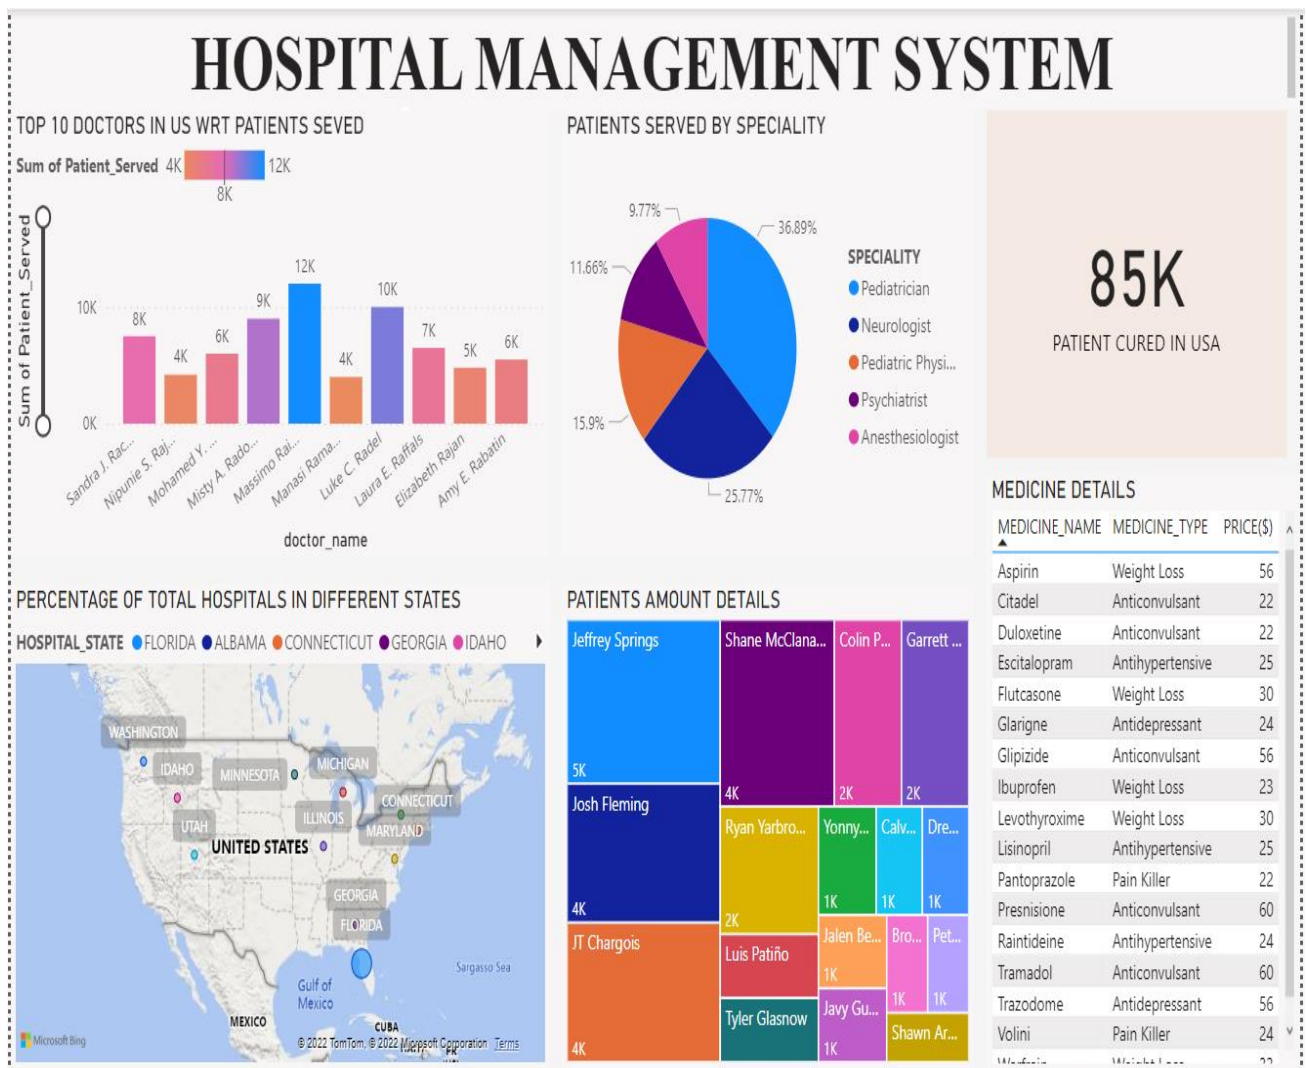 HOSPITAL MANAGEMENT SYSTEM
TOP 10 DOCTORS IN US WRT PATIENTS SEVED
Sum of Patient_Served 4K 12K
8K
Sum of Patient_Served
10K
0K
8K
4K
6K
9K
12K
4K
10K
7K
5K
6K
Sandra J. Rac...
Nipunie S. Raj...
Mohamed Y. ...
Misty A. Rado...
Massimo Rai...
Manasi Rama...
Luke C. Radel
Laura E. Raffals
Elizabeth Rajan
Amy E. Rabatin
doctor_name
PATIENTS SERVED BY SPECIALITY
9.77%
36.89%
11.66%
15.9%
25.77%
SPECIALITY
Pediatrician
Neurologist
Pediatric Physi...
Psychiatrist
Anesthesiologist
85K
PATIENT CURED IN USA
MEDICINE DETAILS
MEDICINE_NAME MEDICINE_TYPE PRICE($)
Aspirin Weight Loss 56
Citadel Anticonvulsant 22
Duloxetine Anticonvulsant 22
Escitalopram Antihypertensive 25
Flutcasone Weight Loss 30
Glarigne Antidepressant 24
Glipizide Anticonvulsant 56
Ibuprofen Weight Loss 23
Levothyroxime Weight Loss 30
Lisinopril Antihypertensive 25
Pantoprazole Pain Killer 22
Presnisione Anticonvulsant 60
Raintideine Antihypertensive 24
Tramadol Anticonvulsant 60
Trazodome Antidepressant 56
Volini Pain Killer 24
PERCENTAGE OF TOTAL HOSPITALS IN DIFFERENT STATES
HOSPITAL_STATE FLORIDA ALBAMA CONNECTICUT GEORGIA IDAHO
WASHINGTON
IDAHO
MINNESOTA
MICHIGAN
CONNECTICUT
UTAH
ILLINOIS
MARYLAND
UNITED STATES
GEORGIA
FLORIDA
Gulf of
Mexico
Sargasso Sea
MEXICO
CUBA
Microsoft Bing
© 2022 TomTom, © 2022 Microsoft Corporation Terms
PATIENTS AMOUNT DETAILS
Jeffrey Springs
5K
Josh Fleming
4K
JT Chargois
4K
Shane McClana...
4K
Colin P...
2K
Garrett ...
2K
Ryan Yarbro...
2K
Luis Patiño
Tyler Glasnow
Yonny...
1K
Calv...
1K
Dre...
1K
Jalen Be...
1K
Bro...
1K
Pet...
1K
Javy Gu...
1K
Shawn Ar...